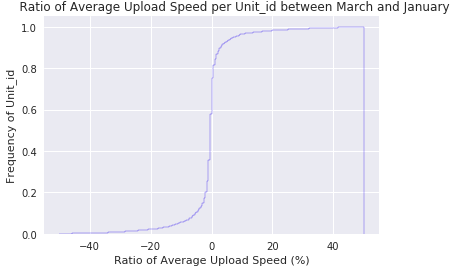 Ratio of Average Upload Speed per Unit_id between March and January
1.0
0.8
0.6
0.4
0.2
0.0
Frequency of Unit_id
−40 −20 0 20 40
Ratio of Average Upload Speed (%)